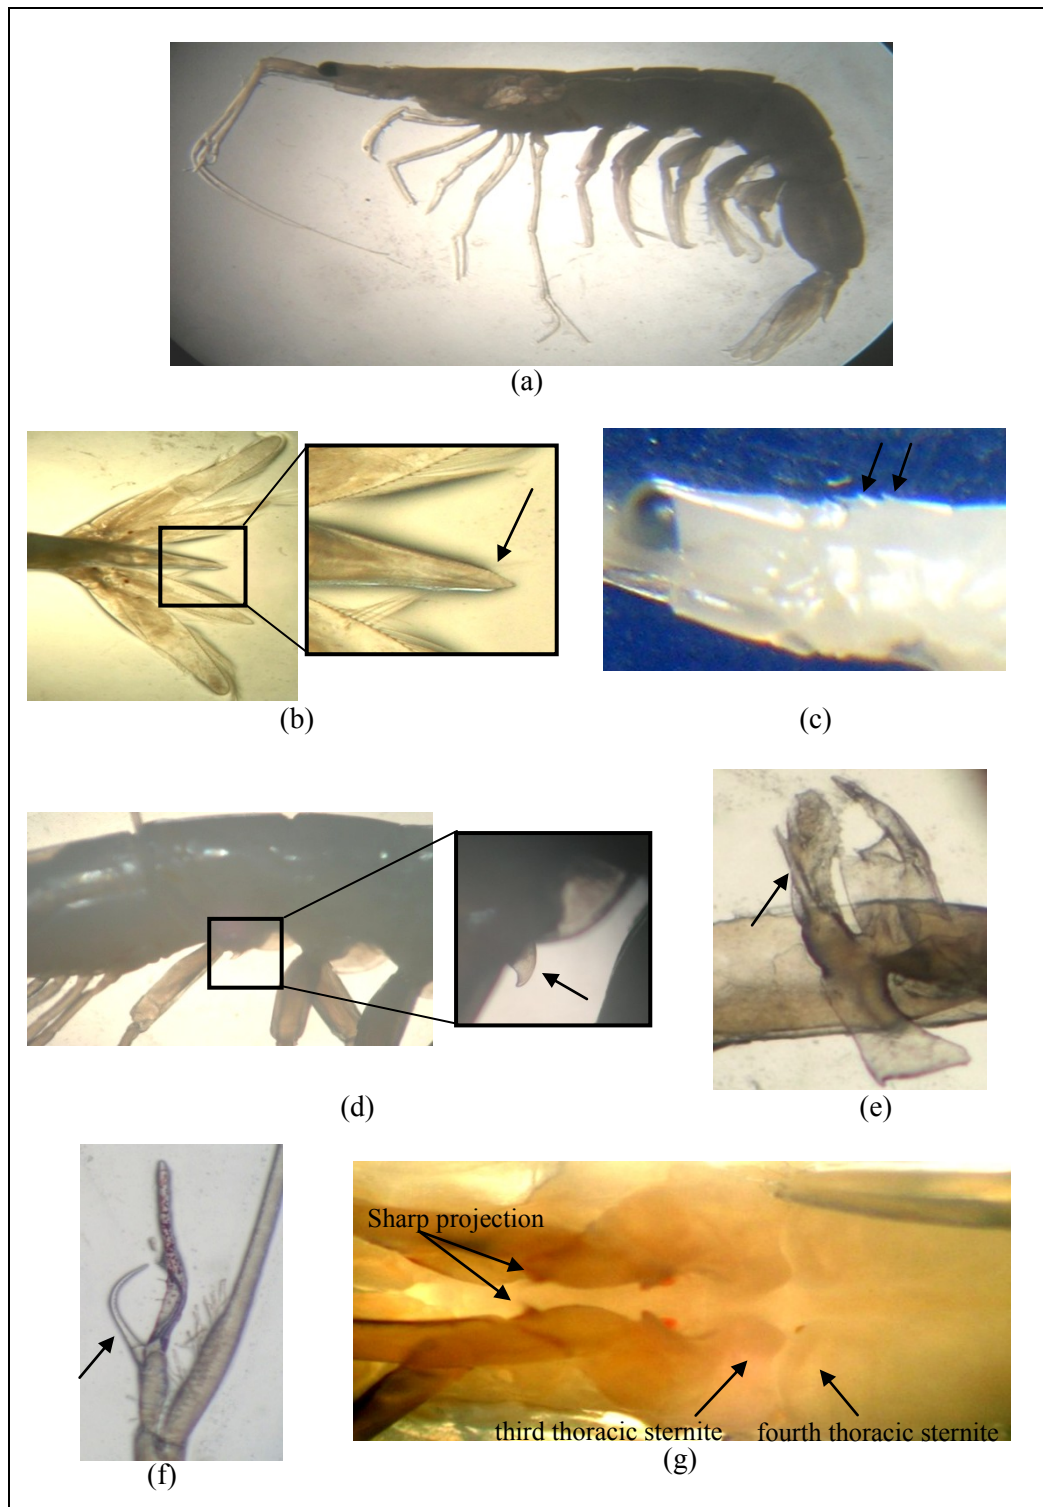 (a)
(b)
(c)
(d)
(e)
(f)
Sharp projection
third thoracic sternite
fourth thoracic sternite
(g)